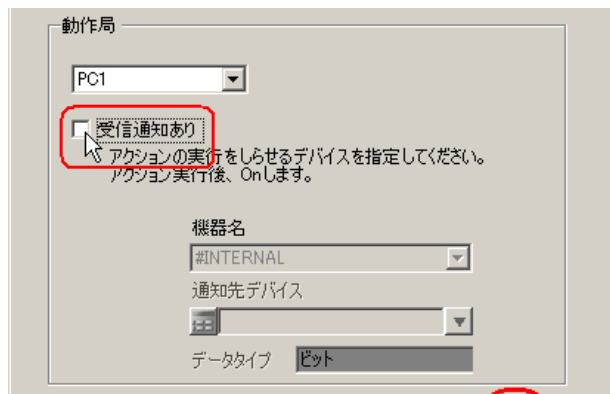 動作局
PC1
受信通知あり
アクションの実行をしらせるデバイスを指定してください。
アクション実行後、Onします。
機器名
#INTERNAL
通知先デバイス
データタイプ ビット